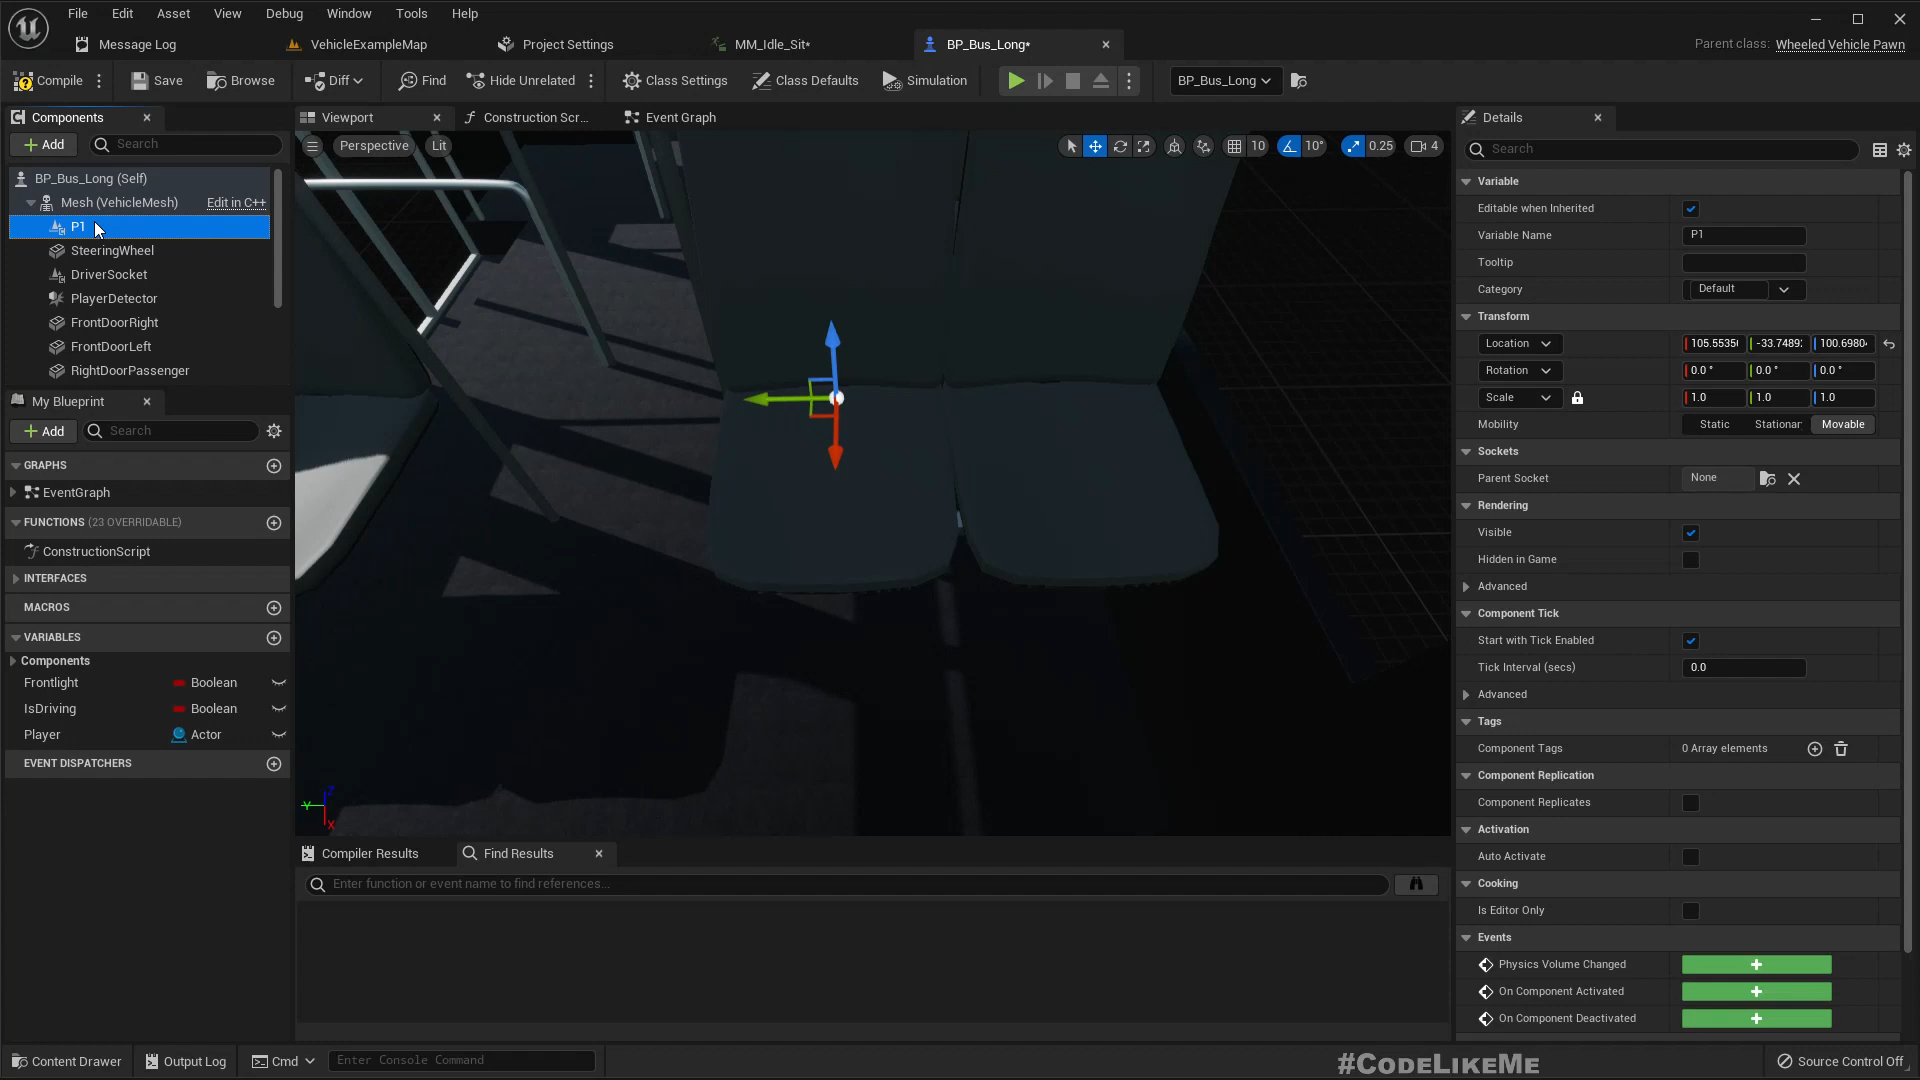 File Edit Asset View Debug Window Tools Help
Message Log VehicleExampleMap Project Settings MM_Idle_Sit* BP_Bus_Long* Parent class: Wheeled Vehicle Pawn
Compile Save Browse Diff Find Hide Unrelated Class Settings Class Defaults Simulation BP_Bus_Long
Components Viewport Construction Scr... Event Graph Details
Add Search Perspective Lit 10 10° 0.25 4 Search
BP_Bus_Long (Self) Variable
Mesh (VehicleMesh) Edit in C++ Editable when Inherited
P1 Variable Name P1
SteeringWheel Tooltip
DriverSocket Category Default
PlayerDetector Transform
FrontDoorRight Location 105.5535 -33.7489 100.6980
FrontDoorLeft Rotation 0.0 ° 0.0 ° 0.0 °
RightDoorPassenger Scale 1.0 1.0 1.0
My Blueprint Mobility Static Stationar Movable
Add Search Sockets
GRAPHS Parent Socket None
EventGraph Rendering
FUNCTIONS (23 OVERRIDABLE) Visible
ConstructionScript Hidden in Game
INTERFACES Advanced
MACROS Component Tick
VARIABLES Start with Tick Enabled
Components Tick Interval (secs) 0.0
Frontlight Boolean Advanced
IsDriving Boolean Tags
Player Actor Component Tags 0 Array elements
EVENT DISPATCHERS Component Replication
Z Y X Component Replicates
Activation
Compiler Results Find Results Auto Activate
Enter function or event name to find references... Cooking
Is Editor Only
Events
Physics Volume Changed
On Component Activated
On Component Deactivated
Content Drawer Output Log Cmd Enter Console Command #CODELIKEME Source Control Off